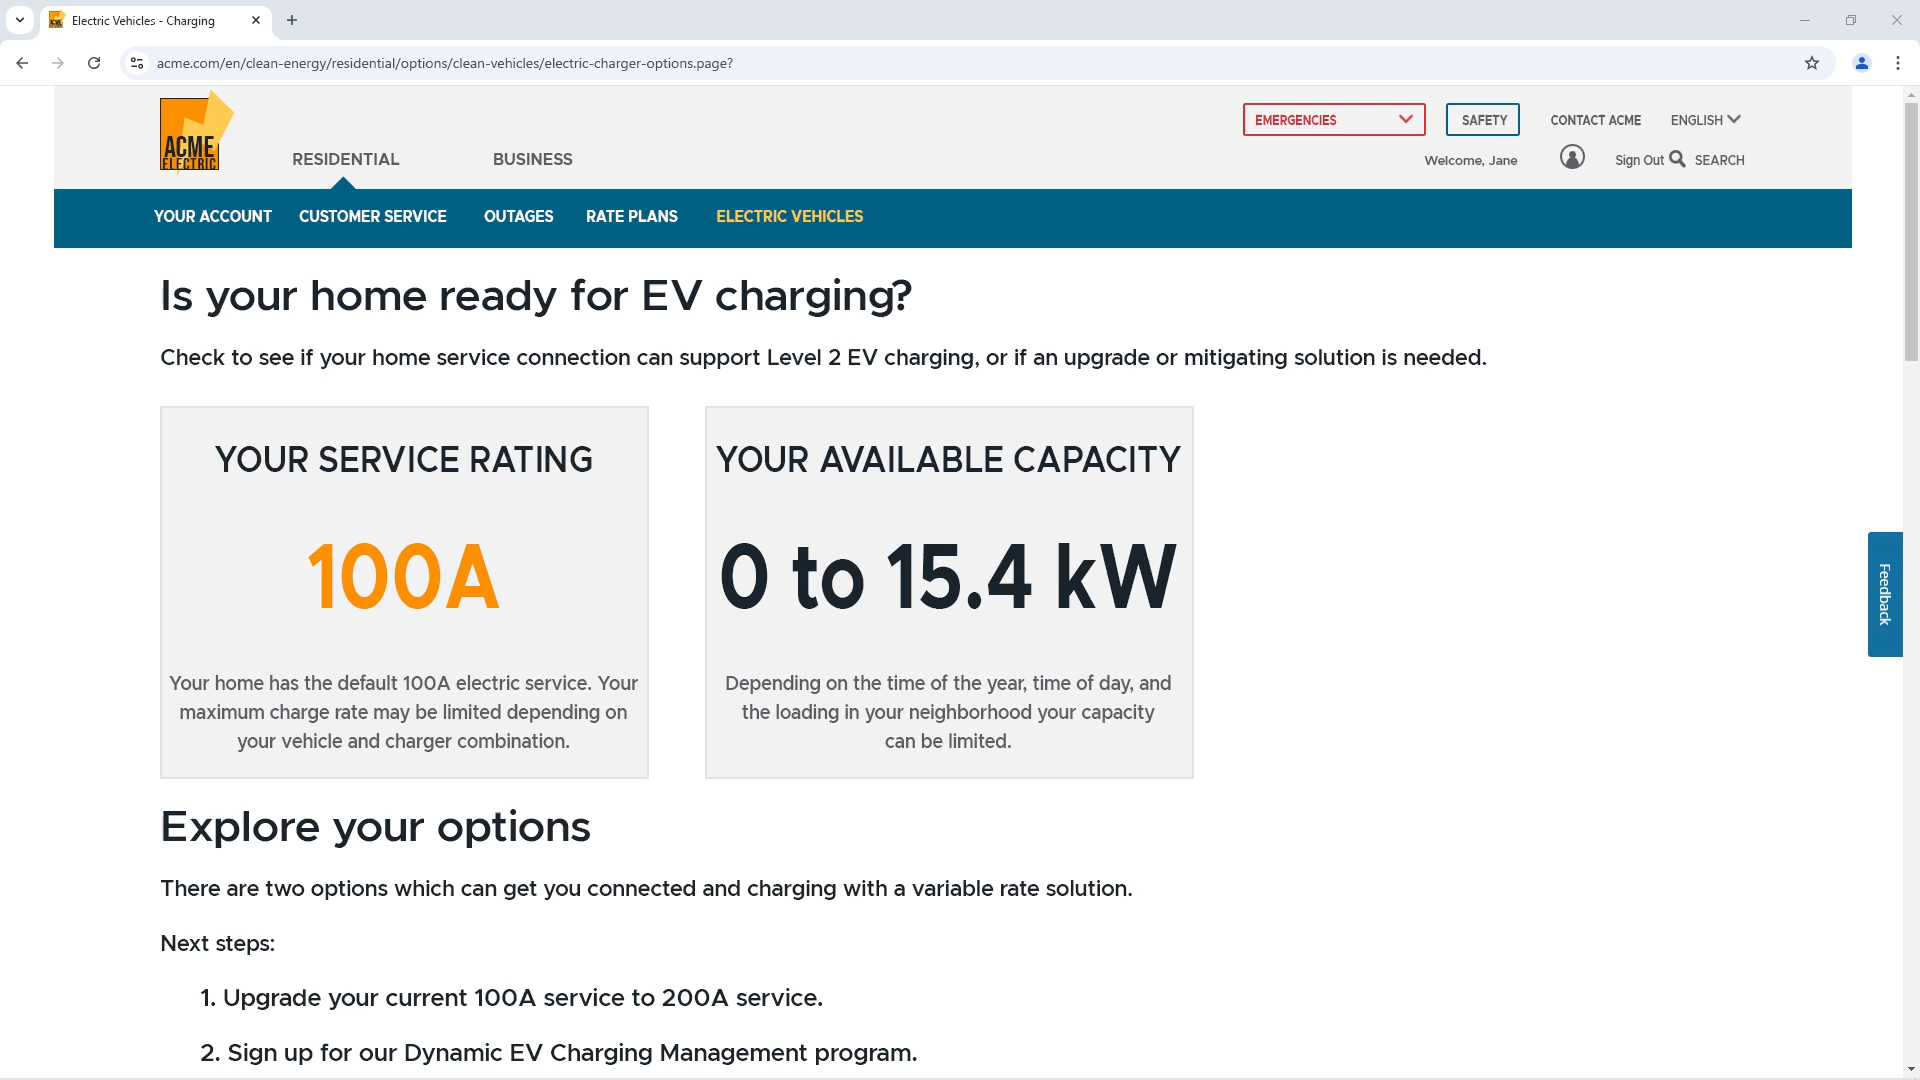 Electric Vehicles - Charging
acme.com/en/clean-energy/residential/options/clean-vehicles/electric-charger-options.page?
ACME
ELECTRIC
RESIDENTIAL
BUSINESS
EMERGENCIES
SAFETY
CONTACT ACME
ENGLISH
Welcome, Jane
Sign Out
SEARCH
YOUR ACCOUNT CUSTOMER SERVICE OUTAGES RATE PLANS ELECTRIC VEHICLES
Is your home ready for EV charging?
Check to see if your home service connection can support Level 2 EV charging, or if an upgrade or mitigating solution is needed.
YOUR SERVICE RATING
100A
Your home has the default 100A electric service. Your
maximum charge rate may be limited depending on
your vehicle and charger combination.
YOUR AVAILABLE CAPACITY
0 to 15.4 kW
Depending on the time of the year, time of day, and
the loading in your neighborhood your capacity
can be limited.
Feedback
Explore your options
There are two options which can get you connected and charging with a variable rate solution.
Next steps:
1. Upgrade your current 100A service to 200A service.
2. Sign up for our Dynamic EV Charging Management program.